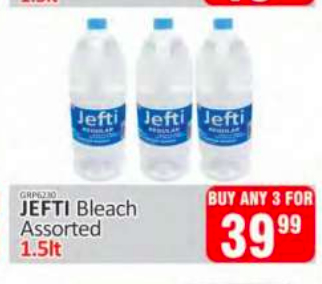 Jefti
REGULAR
Jefti
REGULAR
Jefti
REGULAR
GRP6230
JEFTI Bleach
Assorted
1.5lt
BUY ANY 3 FOR
39 99